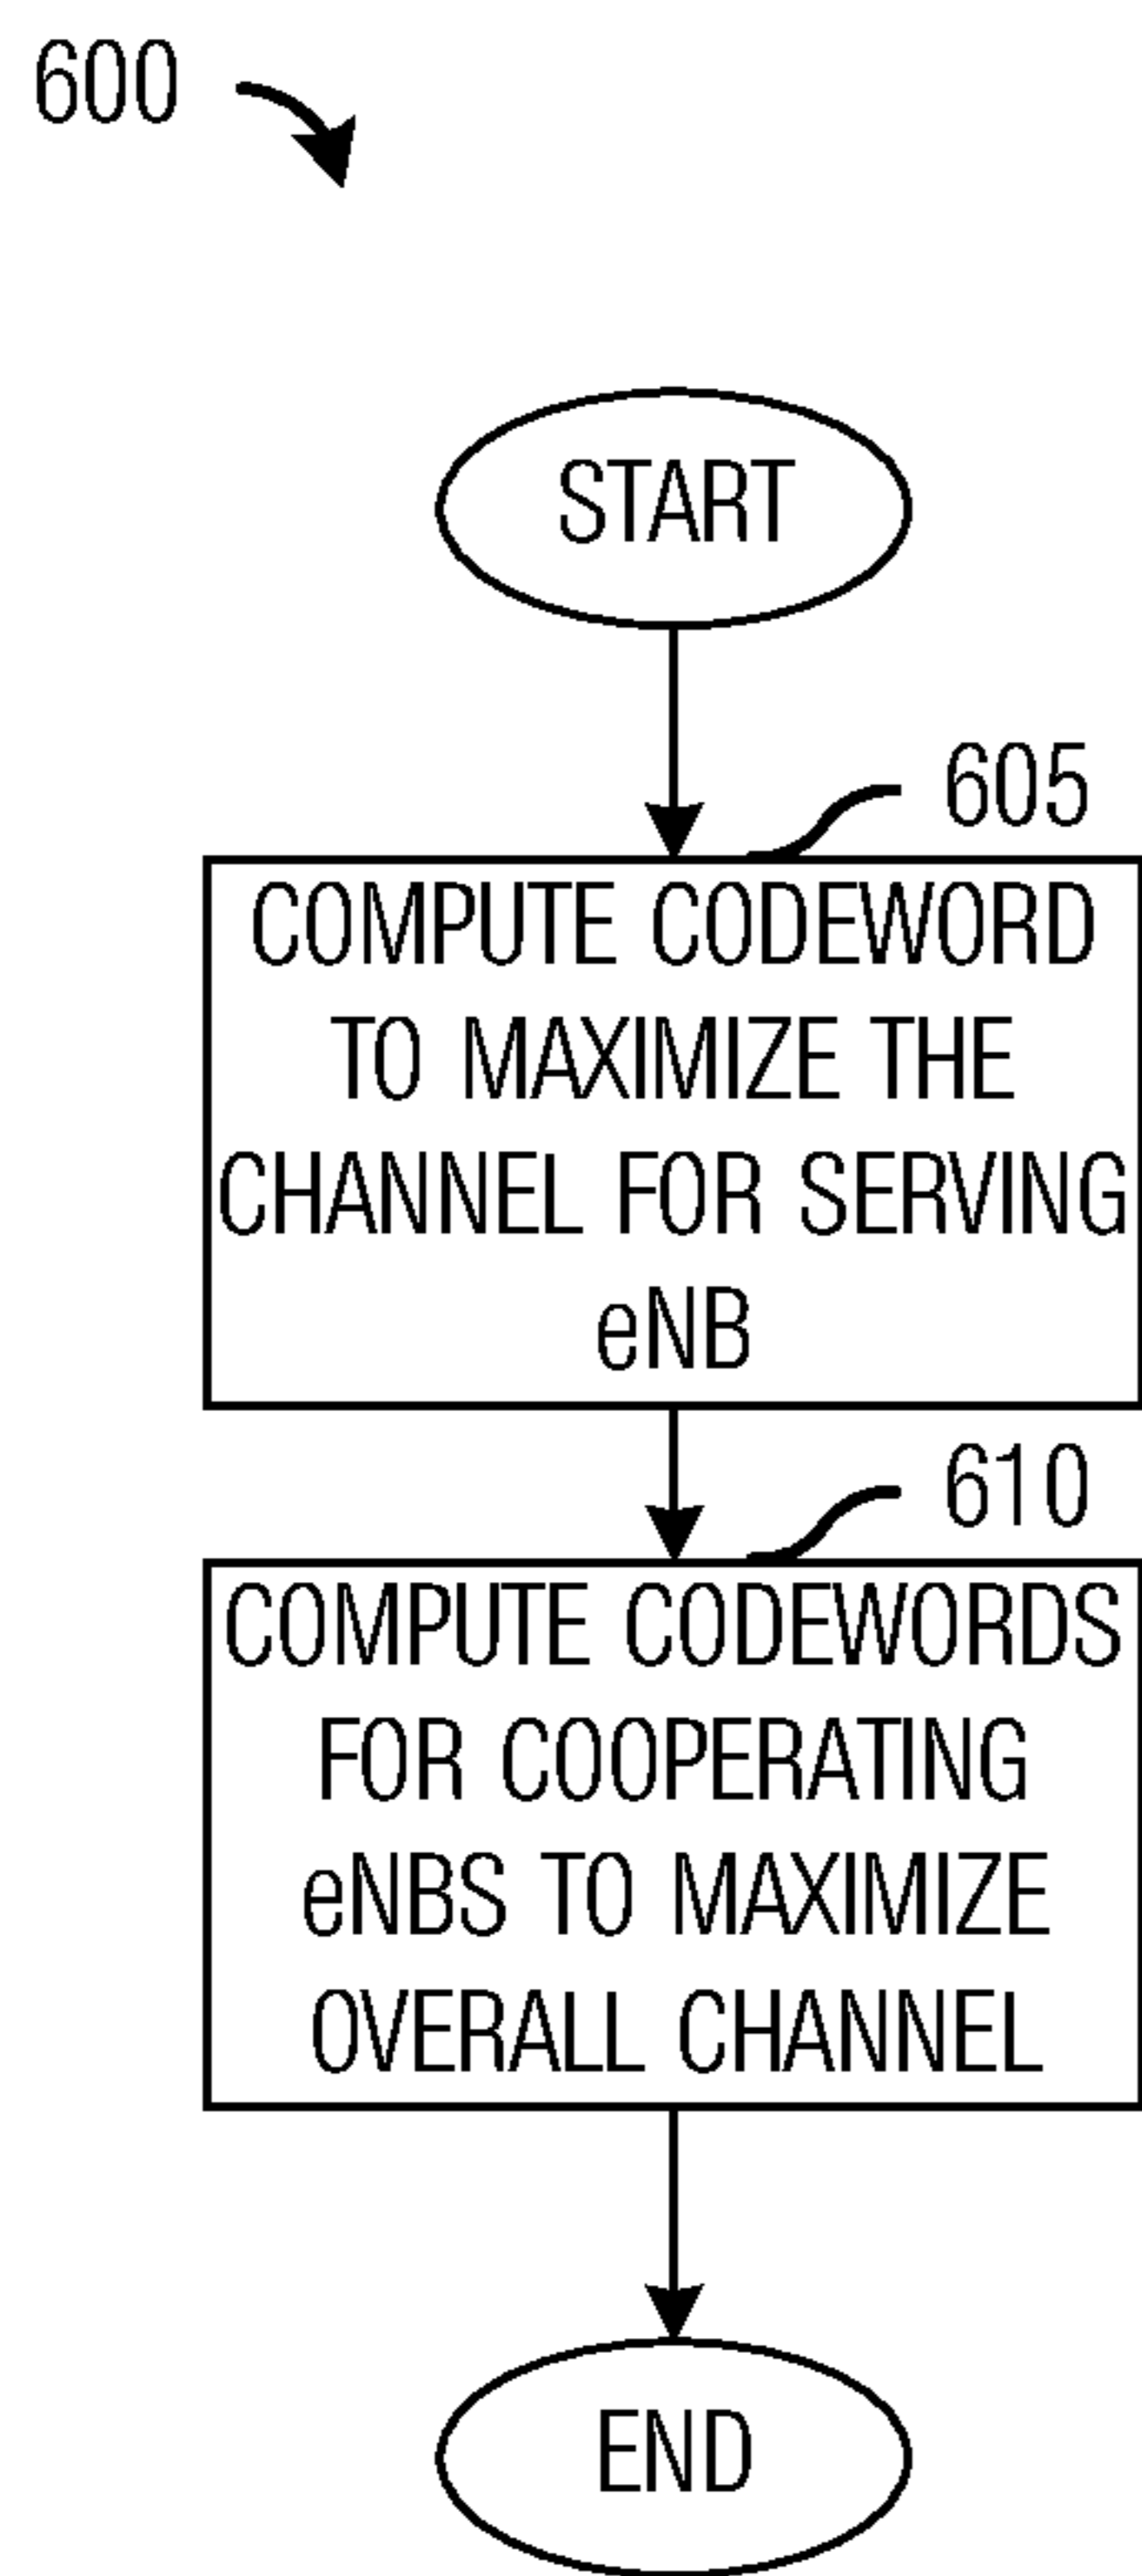 600
START
605
COMPUTE CODEWORD
TO MAXIMIZE THE
CHANNEL FOR SERVING
eNB
610
COMPUTE CODEWORDS
FOR COOPERATING
eNBS TO MAXIMIZE
OVERALL CHANNEL
END